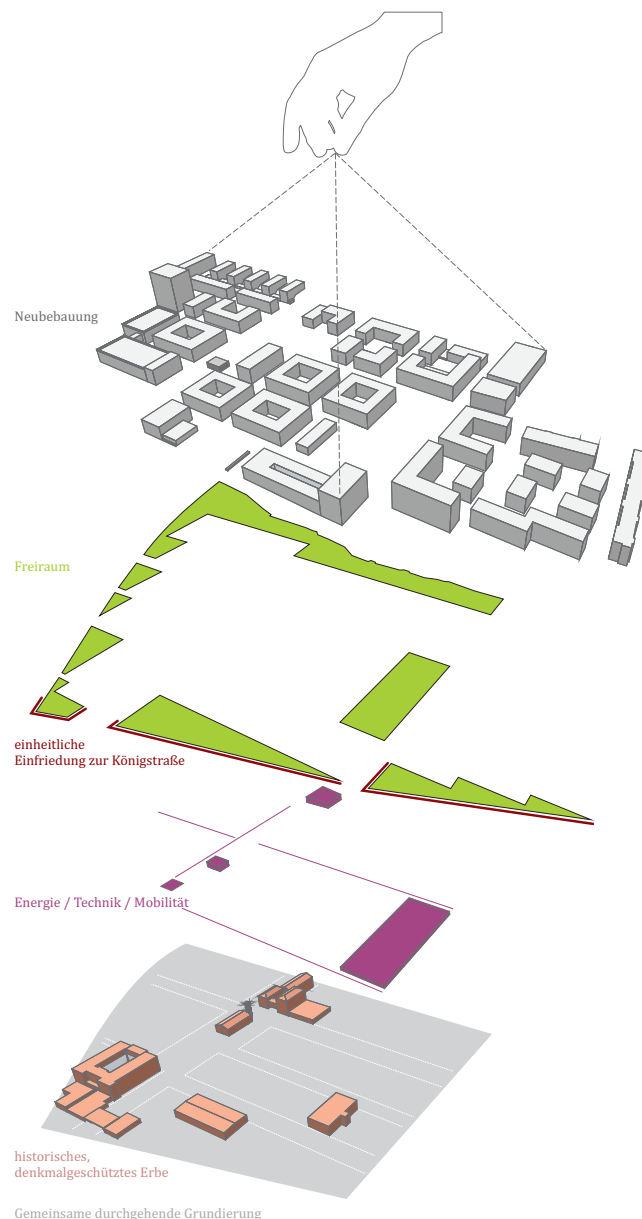 Neubebauung
Freiraum
einheitliche
Einfriedung zur Königstraße
Energie / Technik / Mobilität
historisches,
denkmalgeschütztes Erbe
Gemeinsame durchgehende Grundierung